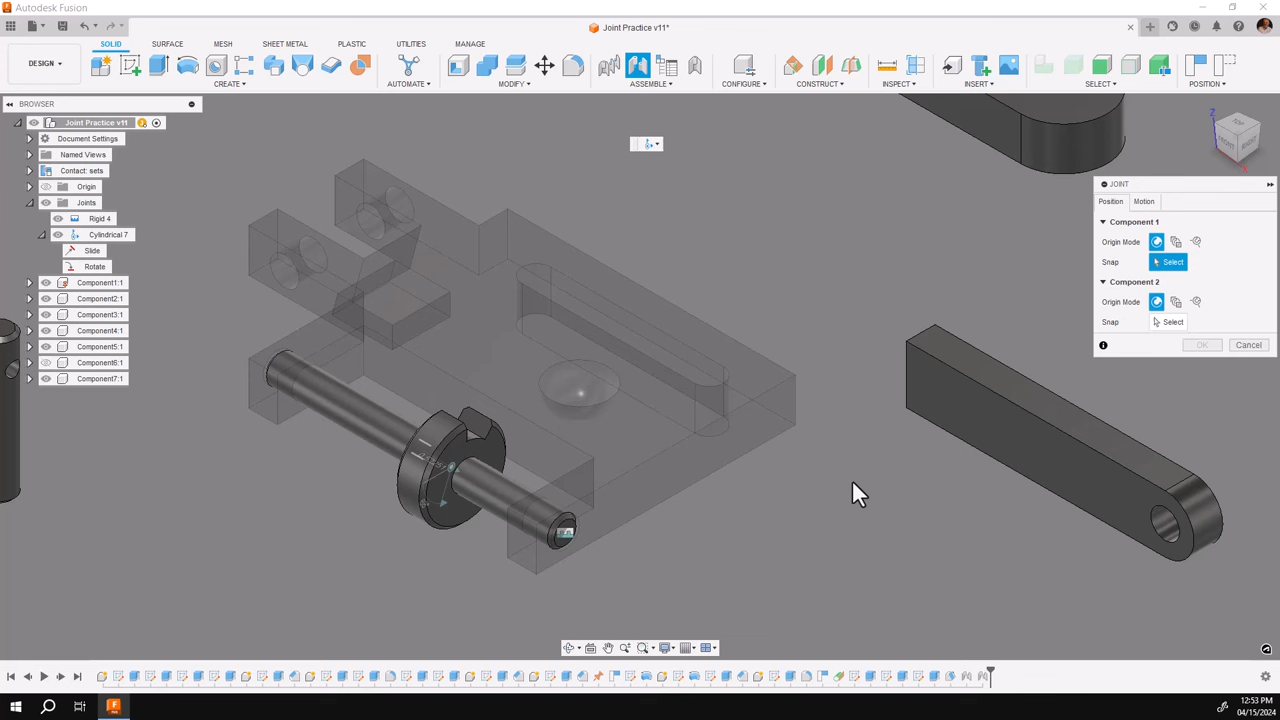 Autodesk Fusion
Joint Practice v11*
DESIGN
SOLID
SURFACE
MESH
SHEET METAL
PLASTIC
UTILITIES
MANAGE
CREATE
AUTOMATE
MODIFY
ASSEMBLE
CONFIGURE
CONSTRUCT
INSPECT
INSERT
SELECT
POSITION
BROWSER
Joint Practice v11
Document Settings
Named Views
Contact: sets
Origin
Joints
Rigid 4
Cylindrical 7
Slide
Rotate
Component1:1
Component2:1
Component3:1
Component4:1
Component5:1
Component6:1
Component7:1
Z
TOP
FRONT
RIGHT
X
JOINT
Position
Motion
Component 1
Origin Mode
Snap
Select
Component 2
Origin Mode
Snap
Select
OK
Cancel
12:53 PM
04/15/2024